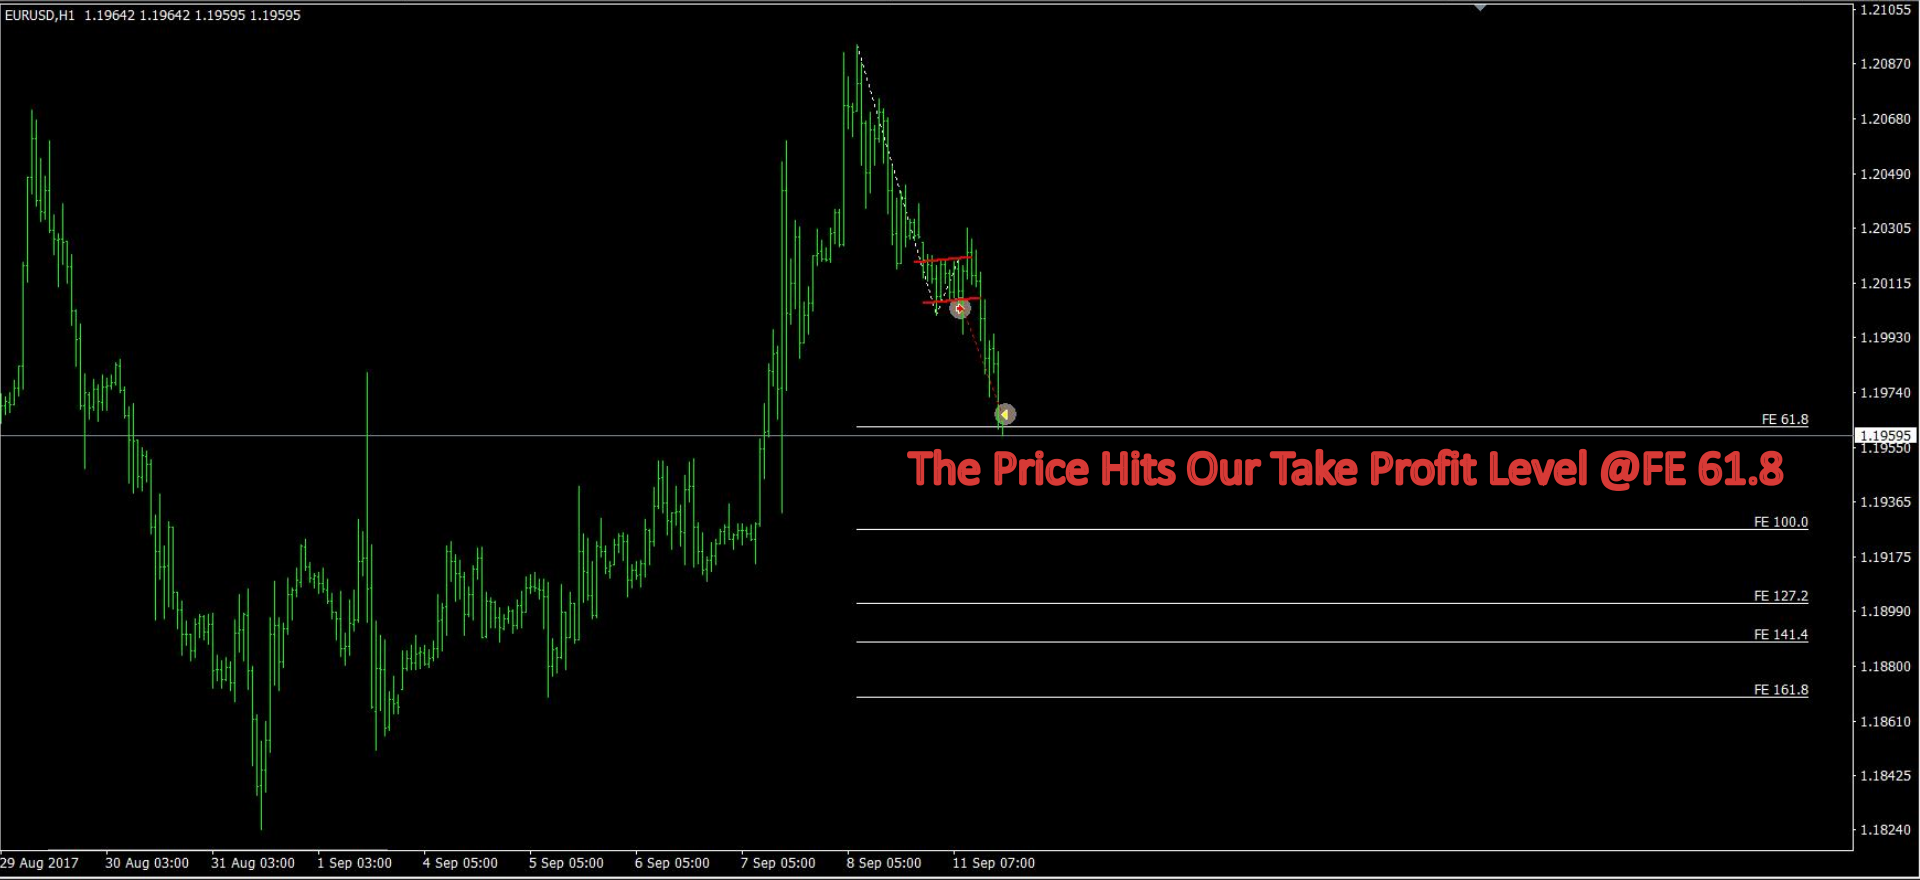 EURUSD,H1 1.19642 1.19642 1.19595 1.19595
1.21055
1.20870
1.20680
1.20490
1.20305
1.20115
1.19930
1.19740
FE 61.8
1.19595
1.19550
The Price Hits Our Take Profit Level @FE 61.8
1.19365
FE 100.0
1.19175
FE 127.2
1.18990
FE 141.4
1.18800
FE 161.8
1.18610
1.18425
1.18240
29 Aug 2017 30 Aug 03:00 31 Aug 03:00 1 Sep 03:00 4 Sep 05:00 5 Sep 05:00 6 Sep 05:00 7 Sep 05:00 8 Sep 05:00 11 Sep 07:00